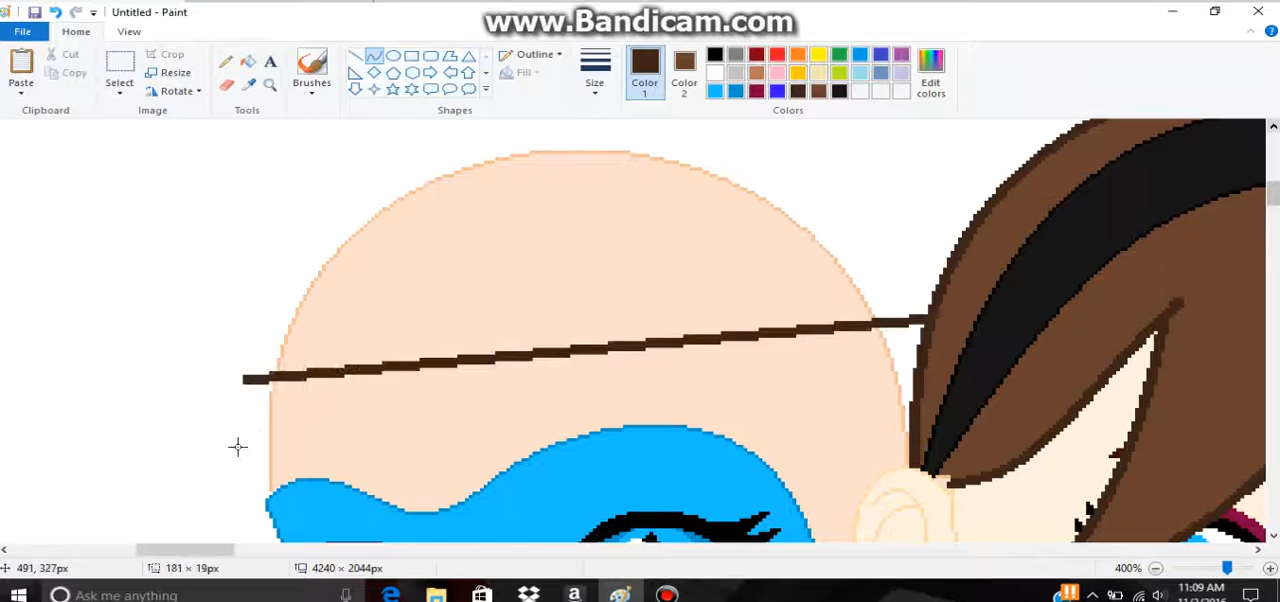 www.Bandicam.com
Untitled - Paint
File
Home
View
Paste
Cut
Copy
Clipboard
Select
Crop
Resize
Rotate
Image
Tools
Brushes
Shapes
Outline
Fill
Size
Color 1
Color 2
Edit colors
Colors
491, 327px
181 × 19px
4240 × 2044px
400%
Ask me anything
11:09 AM